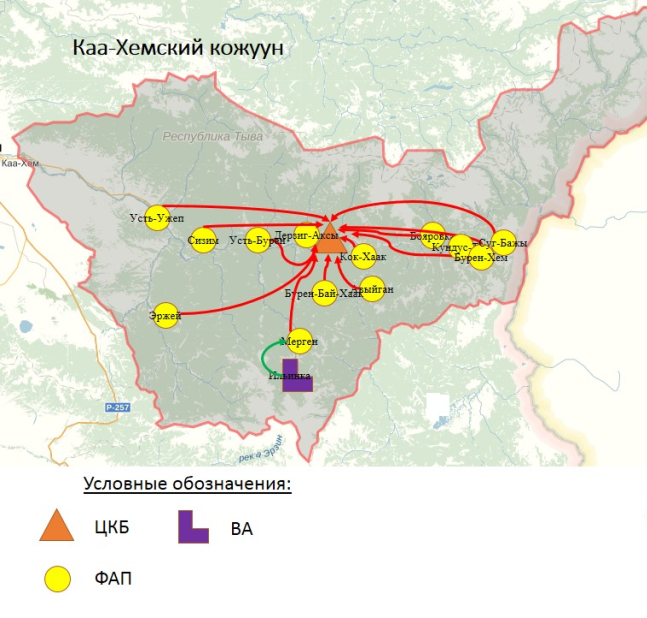 Каа-Хемский кожуун
Республика Тыва
Каа-Хем
Усть-Ужеп
Сизим
Усть-Бурен
Дерзиг-Аксы
Бояровка
Кундус-
Суг-Бажы
Бурен-Хем
Кок-Хаак
Бурен-Бай-Хаак
Эржей
Мерген
Ильинка
Р-257
река Эрзин
Условные обозначения:
ЦКБ
ВА
ФАП